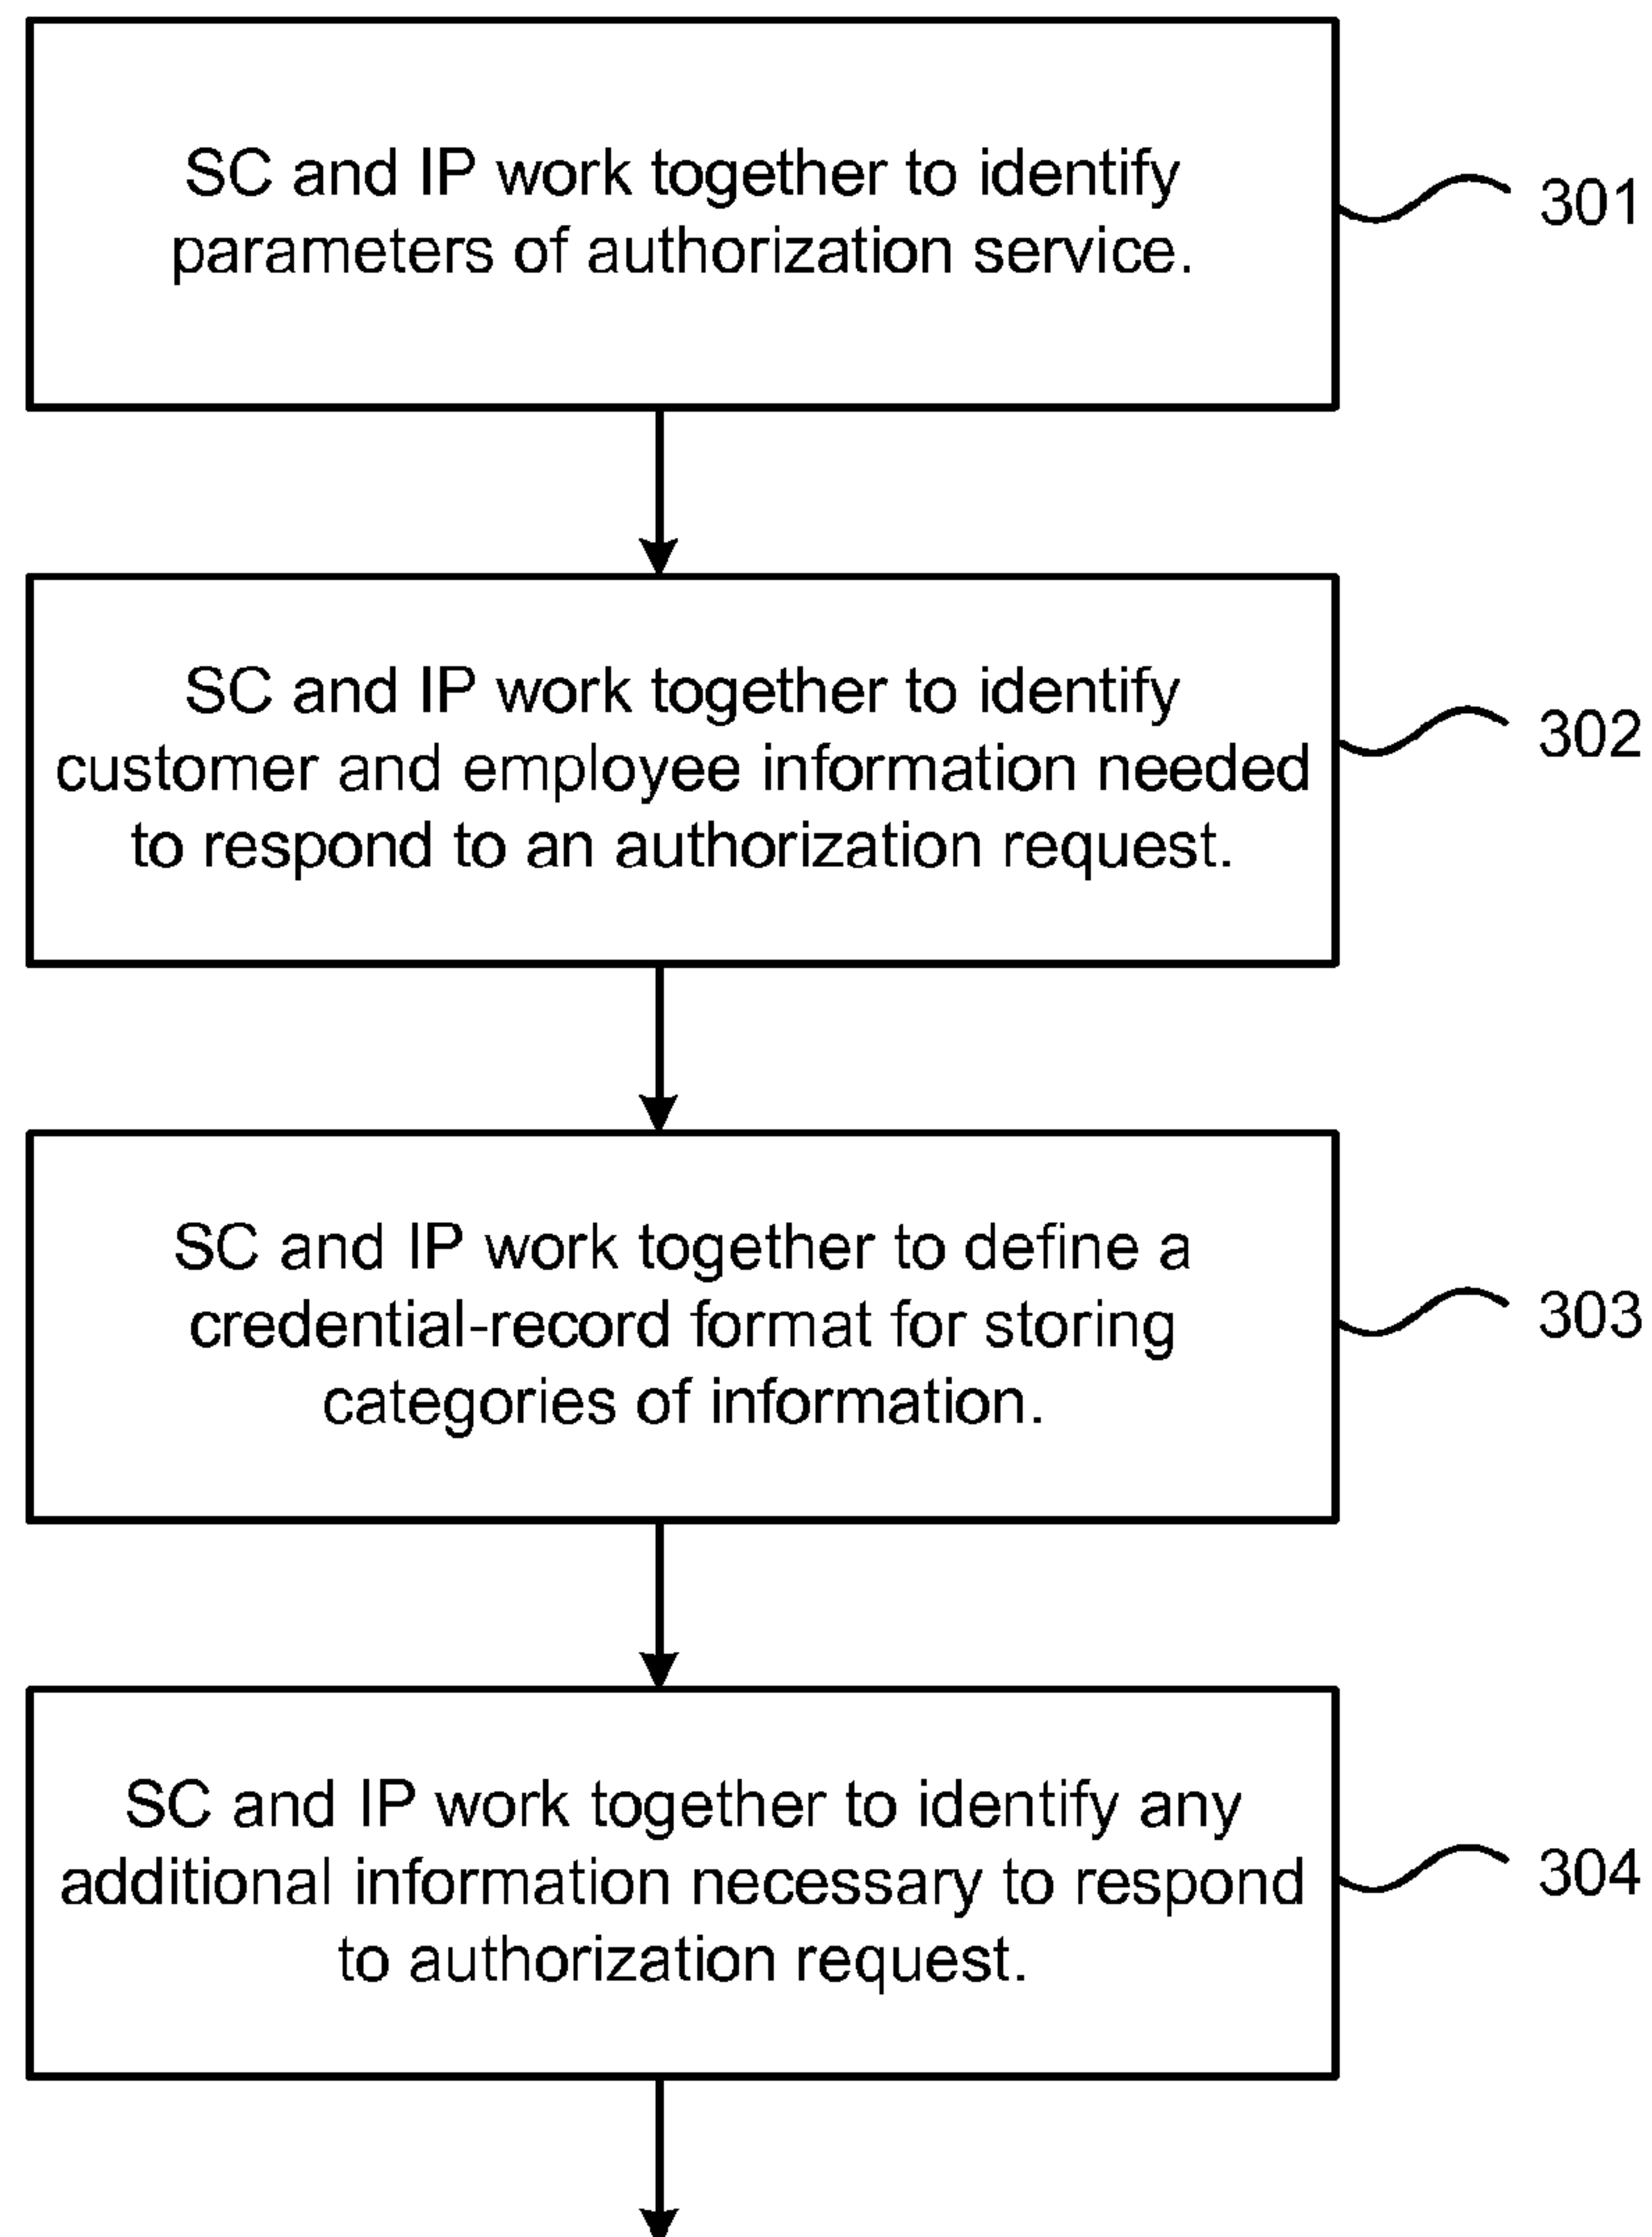 SC and IP work together to identify
parameters of authorization service.
301
SC and IP work together to identify
customer and employee information needed
to respond to an authorization request.
302
SC and IP work together to define a
credential-record format for storing
categories of information.
303
SC and IP work together to identify any
additional information necessary to respond
to authorization request.
304